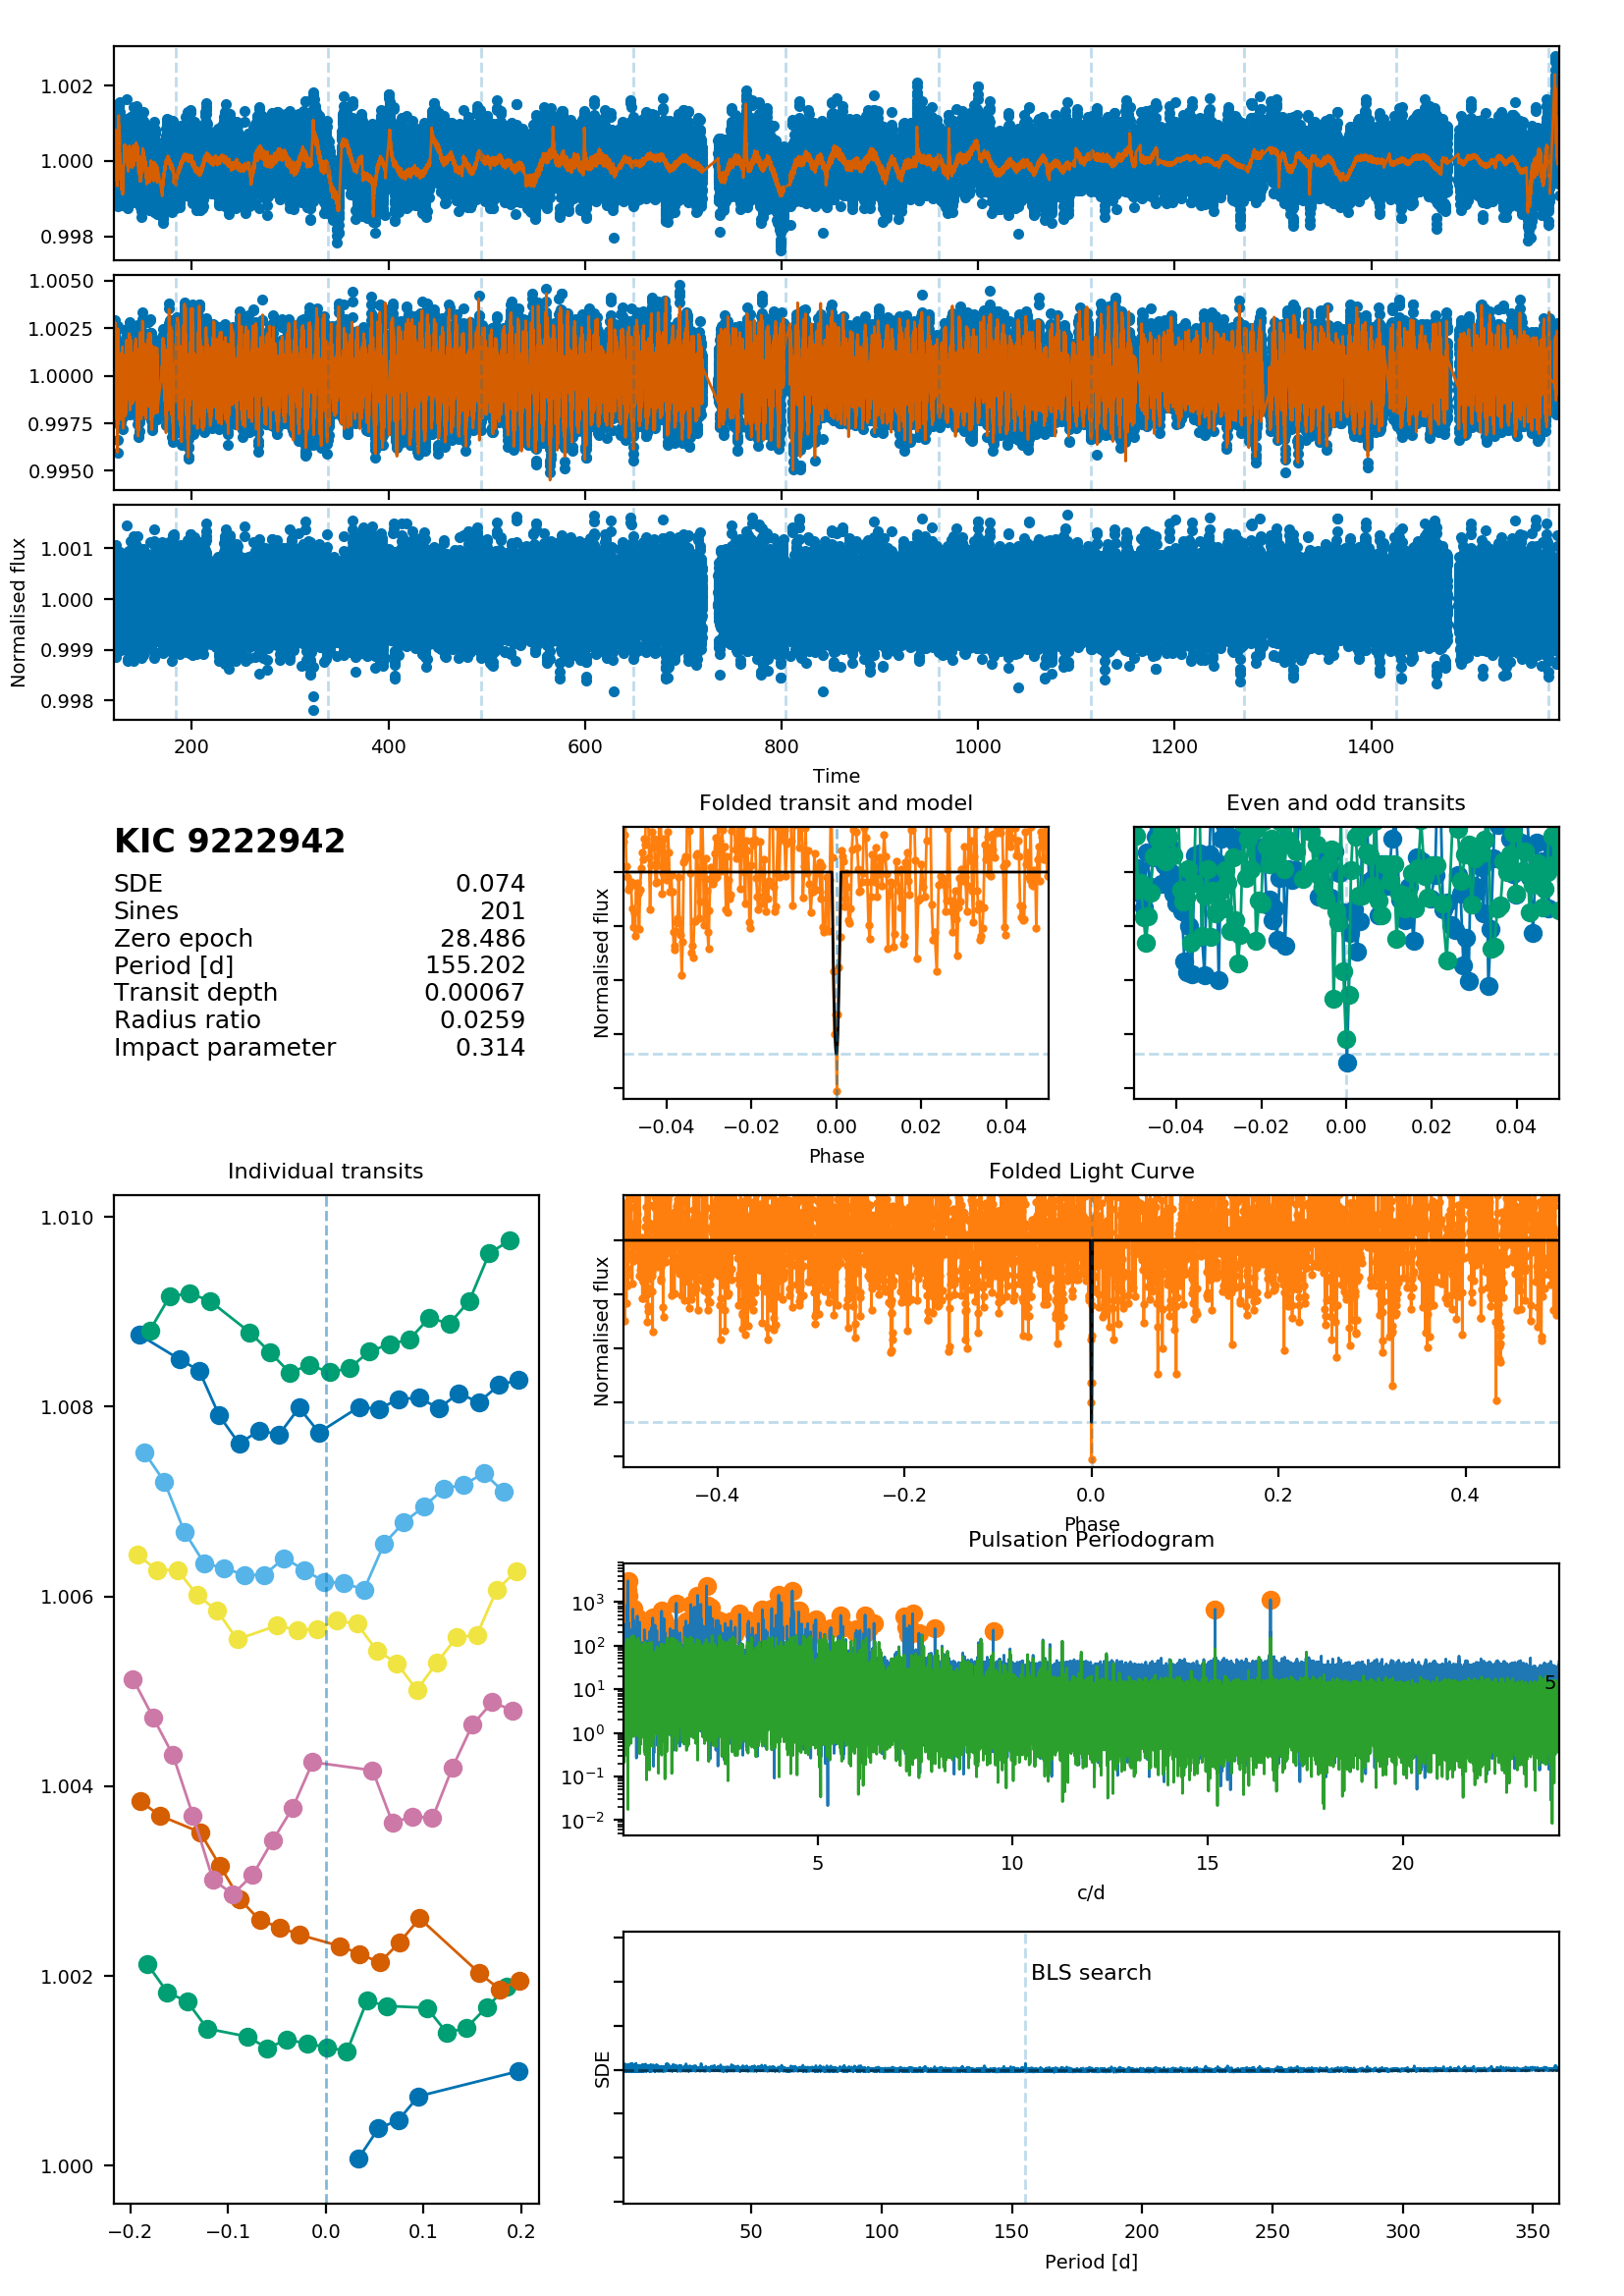 1.002
1.000
0.998
1.0050
1.0025
1.0000
0.9975
0.9950
Normalised flux
1.001
1.000
0.999
0.998
200 400 600 800 1000 1200 1400
Time
KIC 9222942
SDE 0.074
Sines 201
Zero epoch 28.486
Period [d] 155.202
Transit depth 0.00067
Radius ratio 0.0259
Impact parameter 0.314
Folded transit and model
Normalised flux
−0.04 −0.02 0.00 0.02 0.04
Phase
Even and odd transits
−0.04 −0.02 0.00 0.02 0.04
Individual transits
1.010
1.008
1.006
1.004
1.002
1.000
−0.2 −0.1 0.0 0.1 0.2
Folded Light Curve
Normalised flux
−0.4 −0.2 0.0 0.2 0.4
Phase
Pulsation Periodogram
10³
10²
10¹
10⁰
10⁻¹
10⁻²
5
5 10 15 20
c/d
BLS search
SDE
50 100 150 200 250 300 350
Period [d]